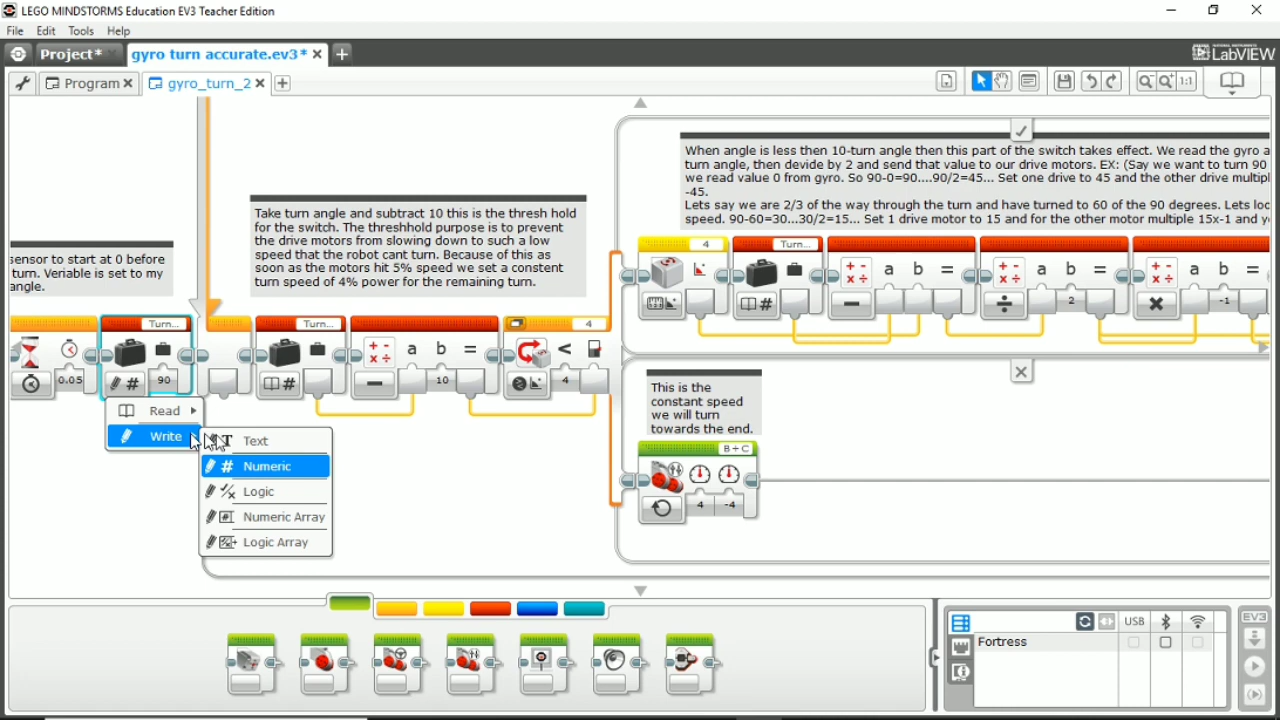 LEGO MINDSTORMS Education EV3 Teacher Edition
File Edit Tools Help
Project* gyro turn accurate.ev3*
NATIONAL INSTRUMENTS LabVIEW
Program gyro_turn_2
1:1
When angle is less then 10-turn angle then this part of the switch takes effect. We read the gyro a
turn angle, then devide by 2 and send that value to our drive motors. EX: (Say we want to turn 90
we read value 0 from gyro. So 90-0=90....90/2=45... Set one drive to 45 and the other drive multipl
-45.
Lets say we are 2/3 of the way through the turn and have turned to 60 of the 90 degrees. Lets loo
speed. 90-60=30...30/2=15... Set 1 drive motor to 15 and for the other motor multiple 15x-1 and y
Take turn angle and subtract 10 this is the thresh hold
for the switch. The threshhold purpose is to prevent
the drive motors from slowing down to such a low
speed that the robot cant turn. Because of this as
soon as the motors hit 5% speed we set a constent
turn speed of 4% power for the remaining turn.
sensor to start at 0 before
turn. Veriable is set to my
angle.
4 Turn...
a b = a b = a b =
# 2 -1
Turn... Turn... 4
a b = <
0.05 # 90 # 10 4
This is the
constant speed
we will turn
towards the end.
B+C
4 -4
Read
Write
T Text
# Numeric
Logic
Numeric Array
Logic Array
USB
Fortress
EV3